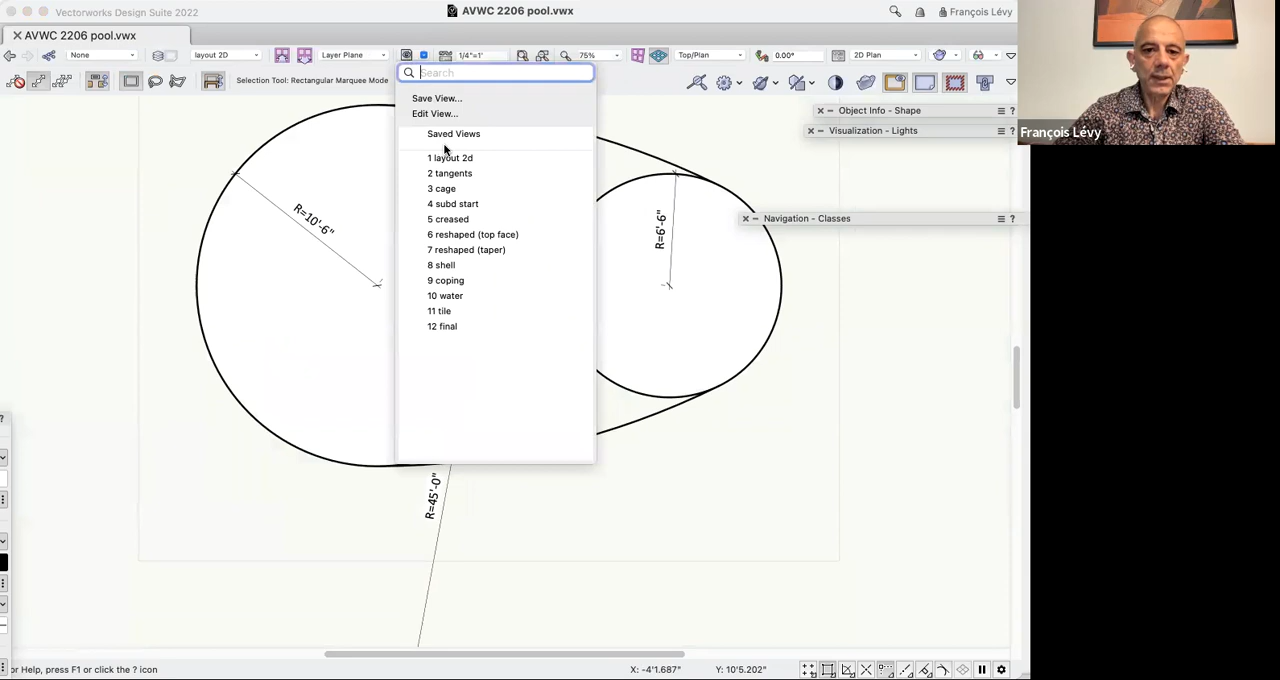 Vectorworks Design Suite 2022
AVWC 2206 pool.vwx
François Lévy
AVWC 2206 pool.vwx
None
layout 2D
Layer Plane
1/4"=1'
75%
Top/Plan
0.00°
2D Plan
Selection Tool: Rectangular Marquee Mode
Search
Save View...
Edit View...
Saved Views
1 layout 2d
2 tangents
3 cage
4 subd start
5 creased
6 reshaped (top face)
7 reshaped (taper)
8 shell
9 coping
10 water
11 tile
12 final
Object Info - Shape
Visualization - Lights
Navigation - Classes
François Lévy
R=10'-6"
R=6'-6"
R=45'-0"
or Help, press F1 or click the ? icon
X: -4'1.687"
Y: 10'5.202"